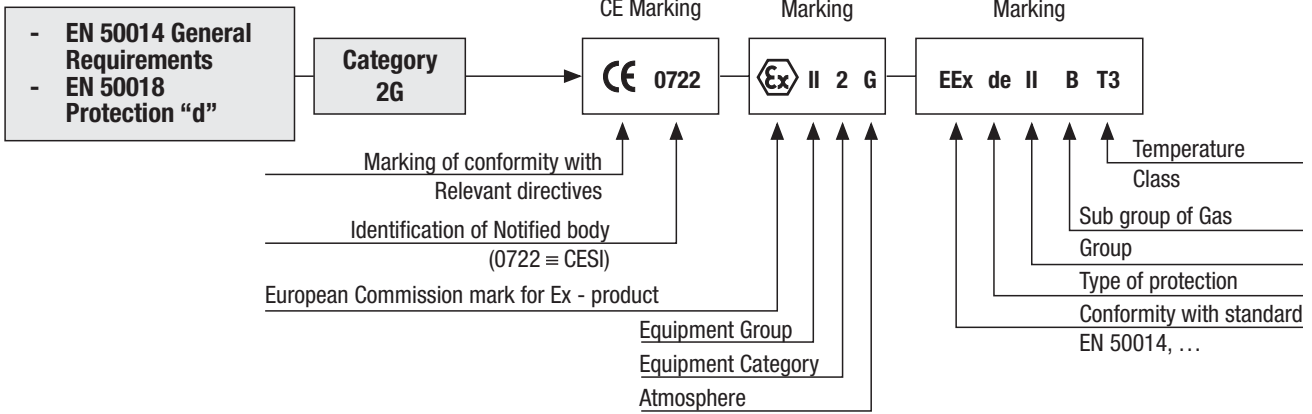 CE Marking
Marking
Marking
- EN 50014 General
Requirements
- EN 50018
Protection “d”
Category
2G
CE 0722
Ex II 2 G
EEx de II B T3
Marking of conformity with
Relevant directives
Identification of Notified body
(0722 ≡ CESI)
European Commission mark for Ex - product
Equipment Group
Equipment Category
Atmosphere
Temperature
Class
Sub group of Gas
Group
Type of protection
Conformity with standard
EN 50014, …